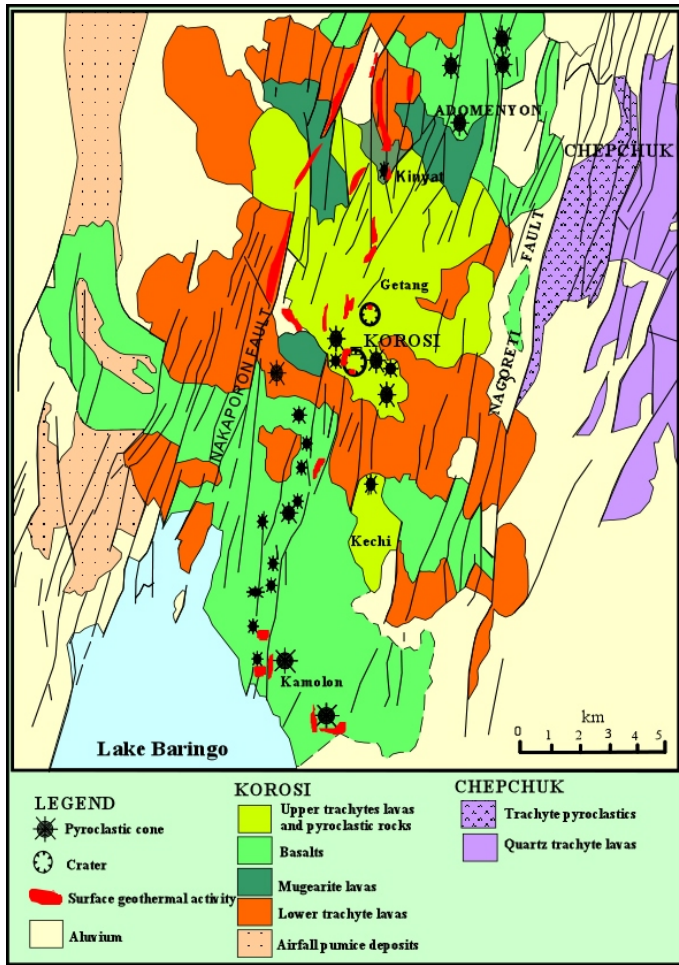 ADOMENYON
CHEPCHUK
Kinyat
FAULT
Getang
KOROSI
NAKAPORON FAULT
NAGORETI
Kechi
Kamolon
km
0 1 2 3 4 5
Lake Baringo
LEGEND
Pyroclastic cone
Crater
Surface geothermal activity
Aluvium
KOROSI
Upper trachytes lavas
and pyroclastic rocks
Basalts
Mugearite lavas
Lower trachyte lavas
Airfall pumice deposits
CHEPCHUK
Trachyte pyroclastics
Quartz trachyte lavas